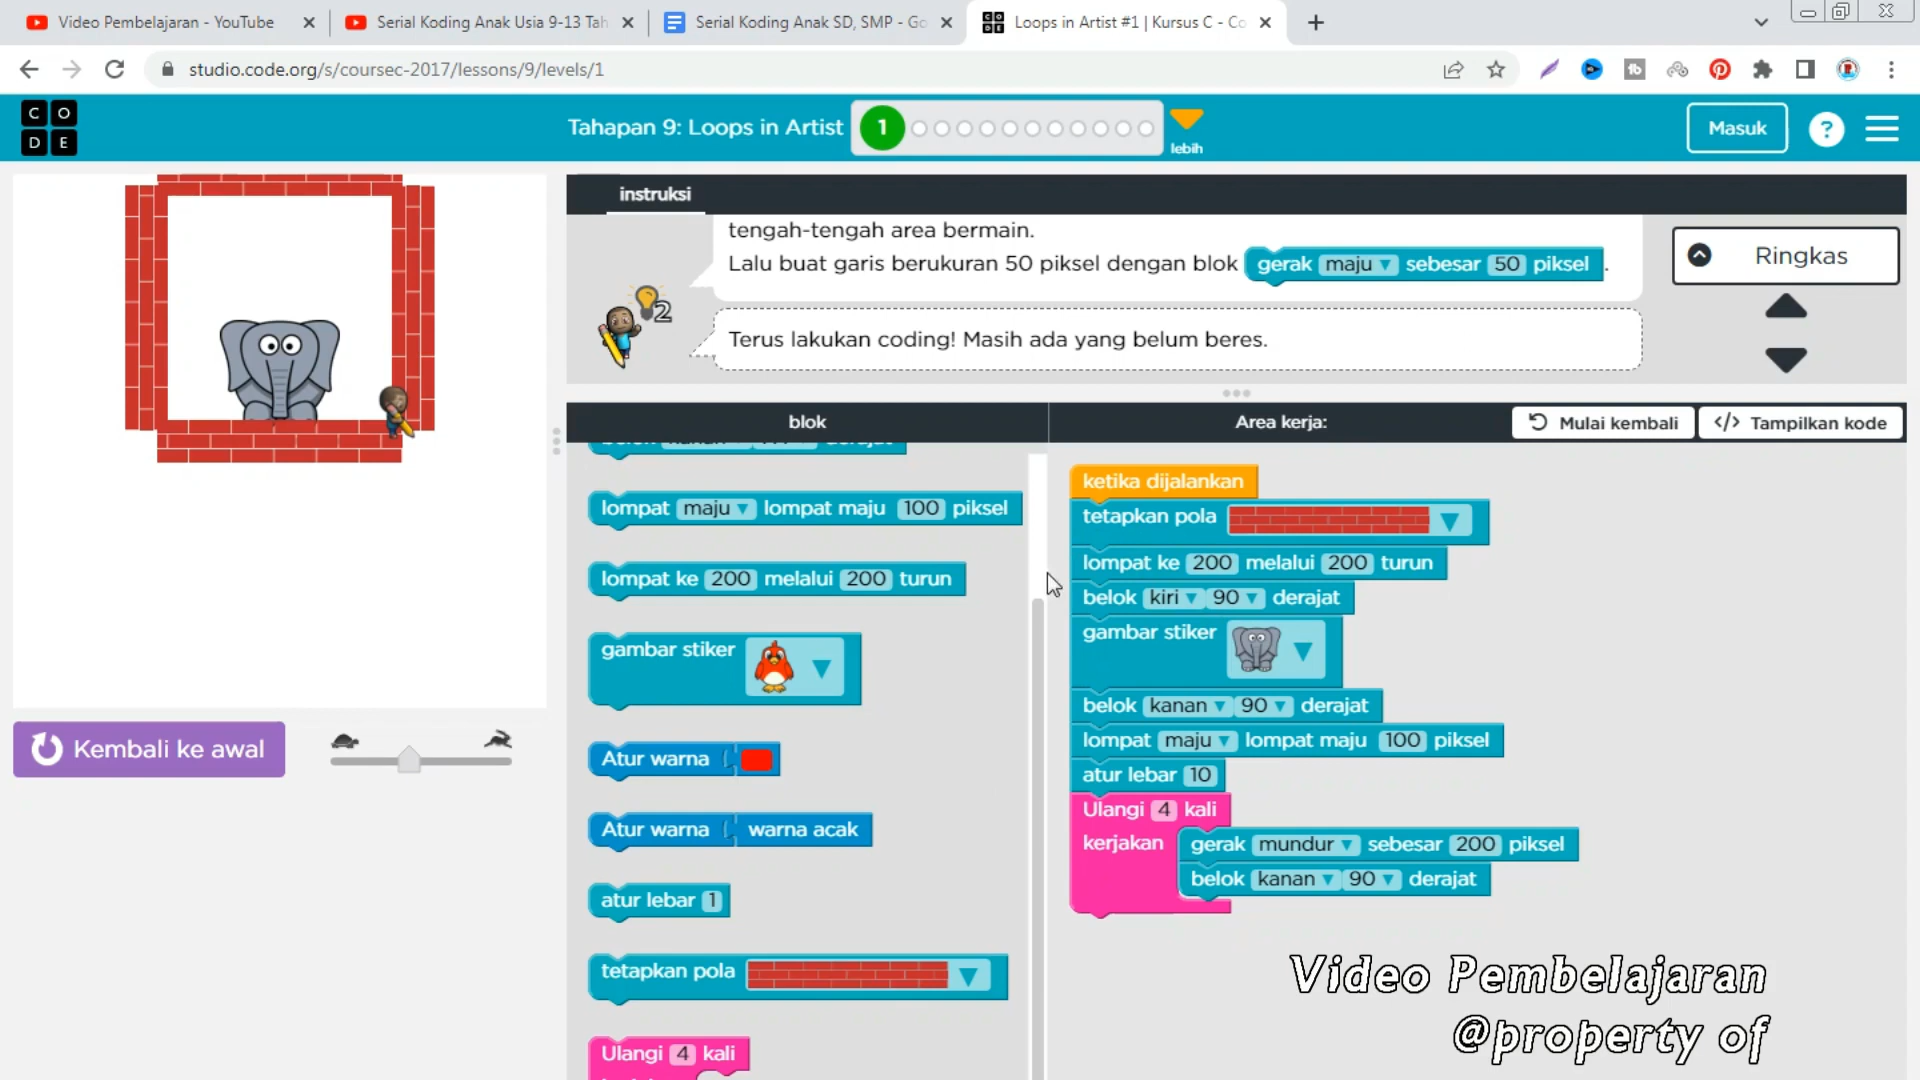 Video Pembelajaran - YouTube
Serial Koding Anak Usia 9-13 Tah
Serial Koding Anak SD, SMP - Go
Loops in Artist #1 | Kursus C - Co
studio.code.org/s/coursec-2017/lessons/9/levels/1
C O
D E
Tahapan 9: Loops in Artist
1
lebih
Masuk
?
instruksi
tengah-tengah area bermain.
Lalu buat garis berukuran 50 piksel dengan blok gerak maju sebesar 50 piksel .
2
Terus lakukan coding! Masih ada yang belum beres.
Ringkas
blok
Area kerja:
Mulai kembali
</> Tampilkan kode
lompat maju lompat maju 100 piksel
lompat ke 200 melalui 200 turun
gambar stiker
Atur warna
Atur warna warna acak
atur lebar 1
tetapkan pola
Ulangi 4 kali
ketika dijalankan
tetapkan pola
lompat ke 200 melalui 200 turun
belok kiri 90 derajat
gambar stiker
belok kanan 90 derajat
lompat maju lompat maju 100 piksel
atur lebar 10
Ulangi 4 kali
kerjakan gerak mundur sebesar 200 piksel
belok kanan 90 derajat
Kembali ke awal
Video Pembelajaran
@property of